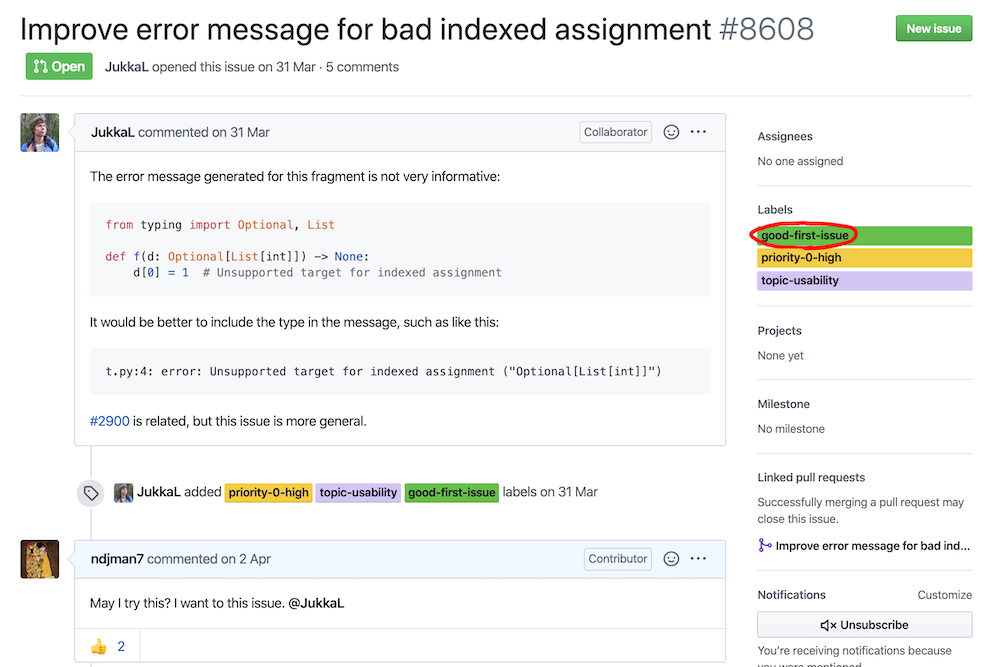 Improve error message for bad indexed assignment #8608
New issue
Open
JukkaL opened this issue on 31 Mar · 5 comments
JukkaL commented on 31 Mar
Collaborator
The error message generated for this fragment is not very informative:
from typing import Optional, List
def f(d: Optional[List[int]]) -> None:
    d[0] = 1  # Unsupported target for indexed assignment
It would be better to include the type in the message, such as like this:
t.py:4: error: Unsupported target for indexed assignment ("Optional[List[int]]")
#2900 is related, but this issue is more general.
JukkaL added priority-0-high topic-usability good-first-issue labels on 31 Mar
ndjman7 commented on 2 Apr
Contributor
May I try this? I want to this issue. @JukkaL
2
Assignees
No one assigned
Labels
good-first-issue
priority-0-high
topic-usability
Projects
None yet
Milestone
No milestone
Linked pull requests
Successfully merging a pull request may
close this issue.
Improve error message for bad ind...
Notifications
Customize
Unsubscribe
You're receiving notifications because
you were mentioned.